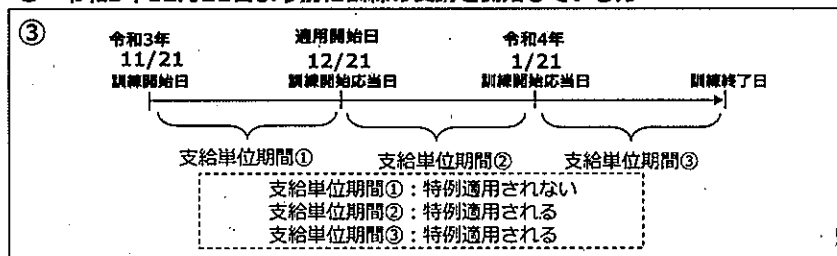 ③
令和3年 適用開始日 令和4年
11/21 12/21 1/21
訓練開始日 訓練開始応当日 訓練開始応当日 訓練終了日
支給単位期間① 支給単位期間② 支給単位期間③
支給単位期間①：特例適用されない
支給単位期間②：特例適用される
支給単位期間③：特例適用される